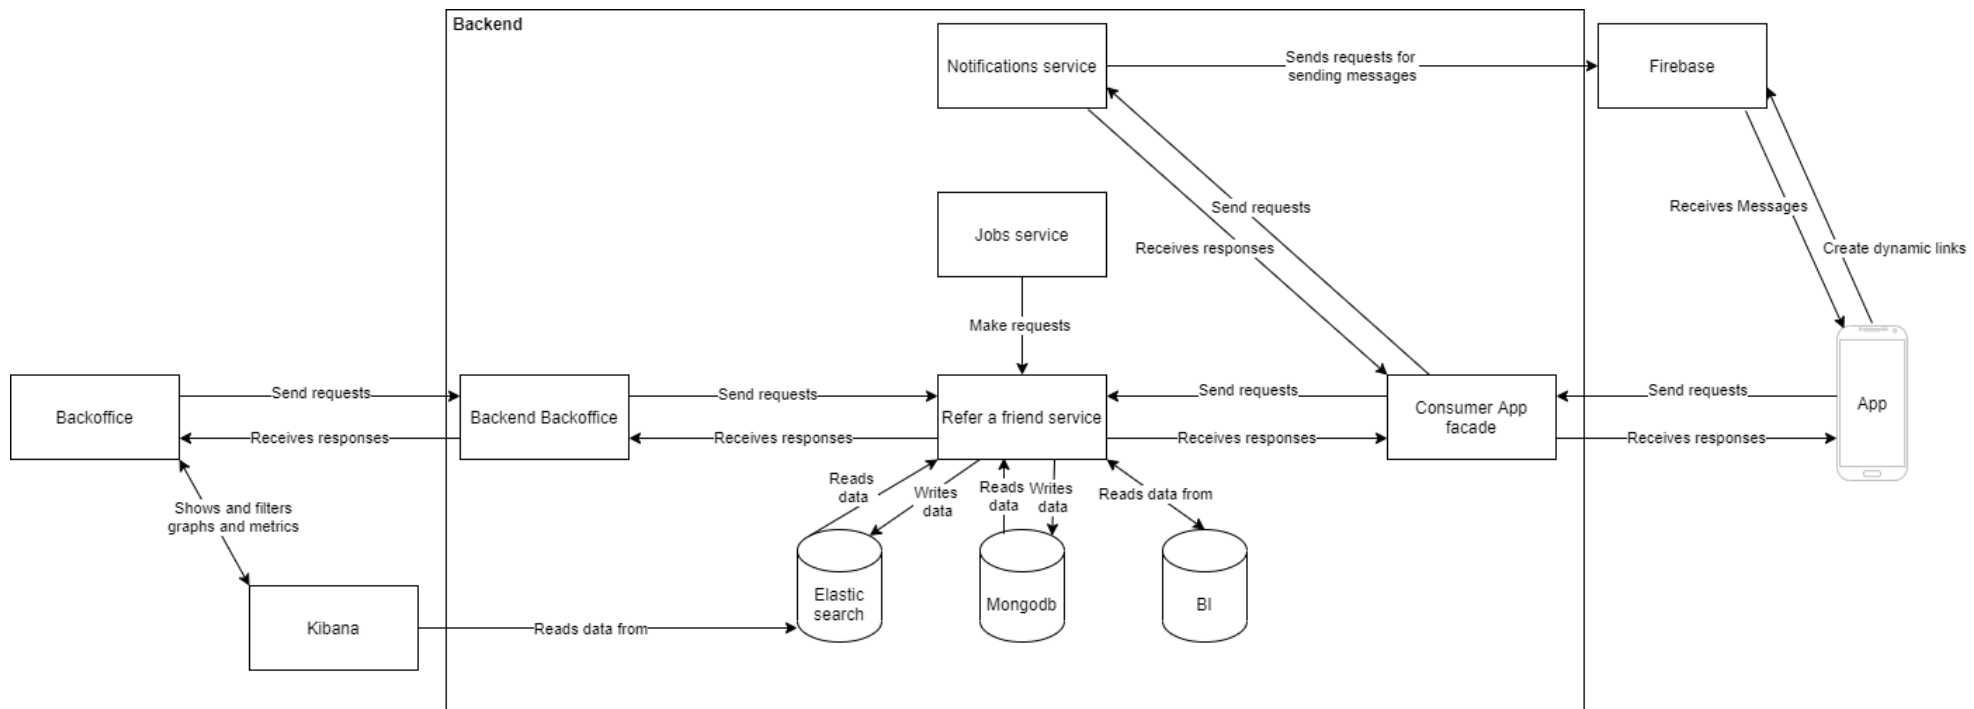 Backend
Notifications service
Sends requests for
sending messages
Firebase
Send requests
Receives Messages
Jobs service
Receives responses
Create dynamic links
Make requests
Backoffice
Send requests
Receives responses
Backend Backoffice
Send requests
Receives responses
Refer a friend service
Send requests
Receives responses
Consumer App
facade
Send requests
Receives responses
App
Shows and filters
graphs and metrics
Reads
data
Writes
data
Reads
data
Writes
data
Reads data from
Kibana
Reads data from
Elastic
search
Mongodb
BI